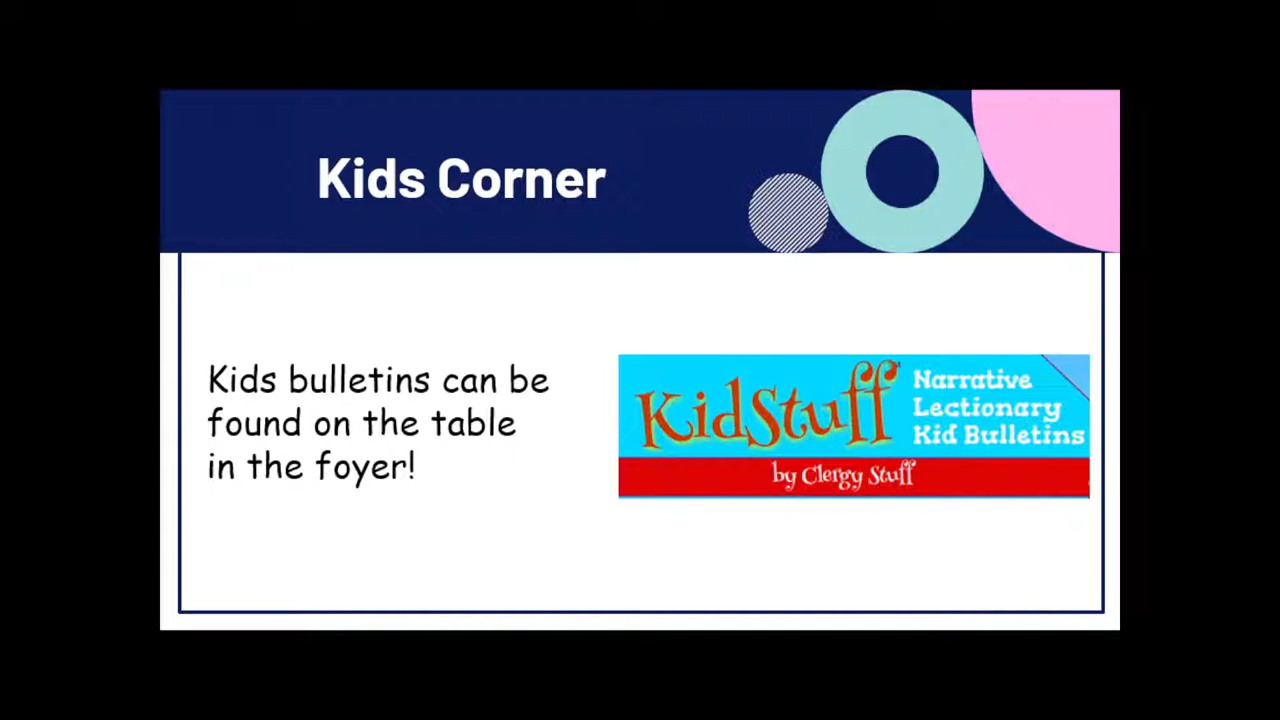 Kids Corner
Kids bulletins can be
found on the table
in the foyer!
KidStuff
Narrative
Lectionary
Kid Bulletins
by Clergy Stuff